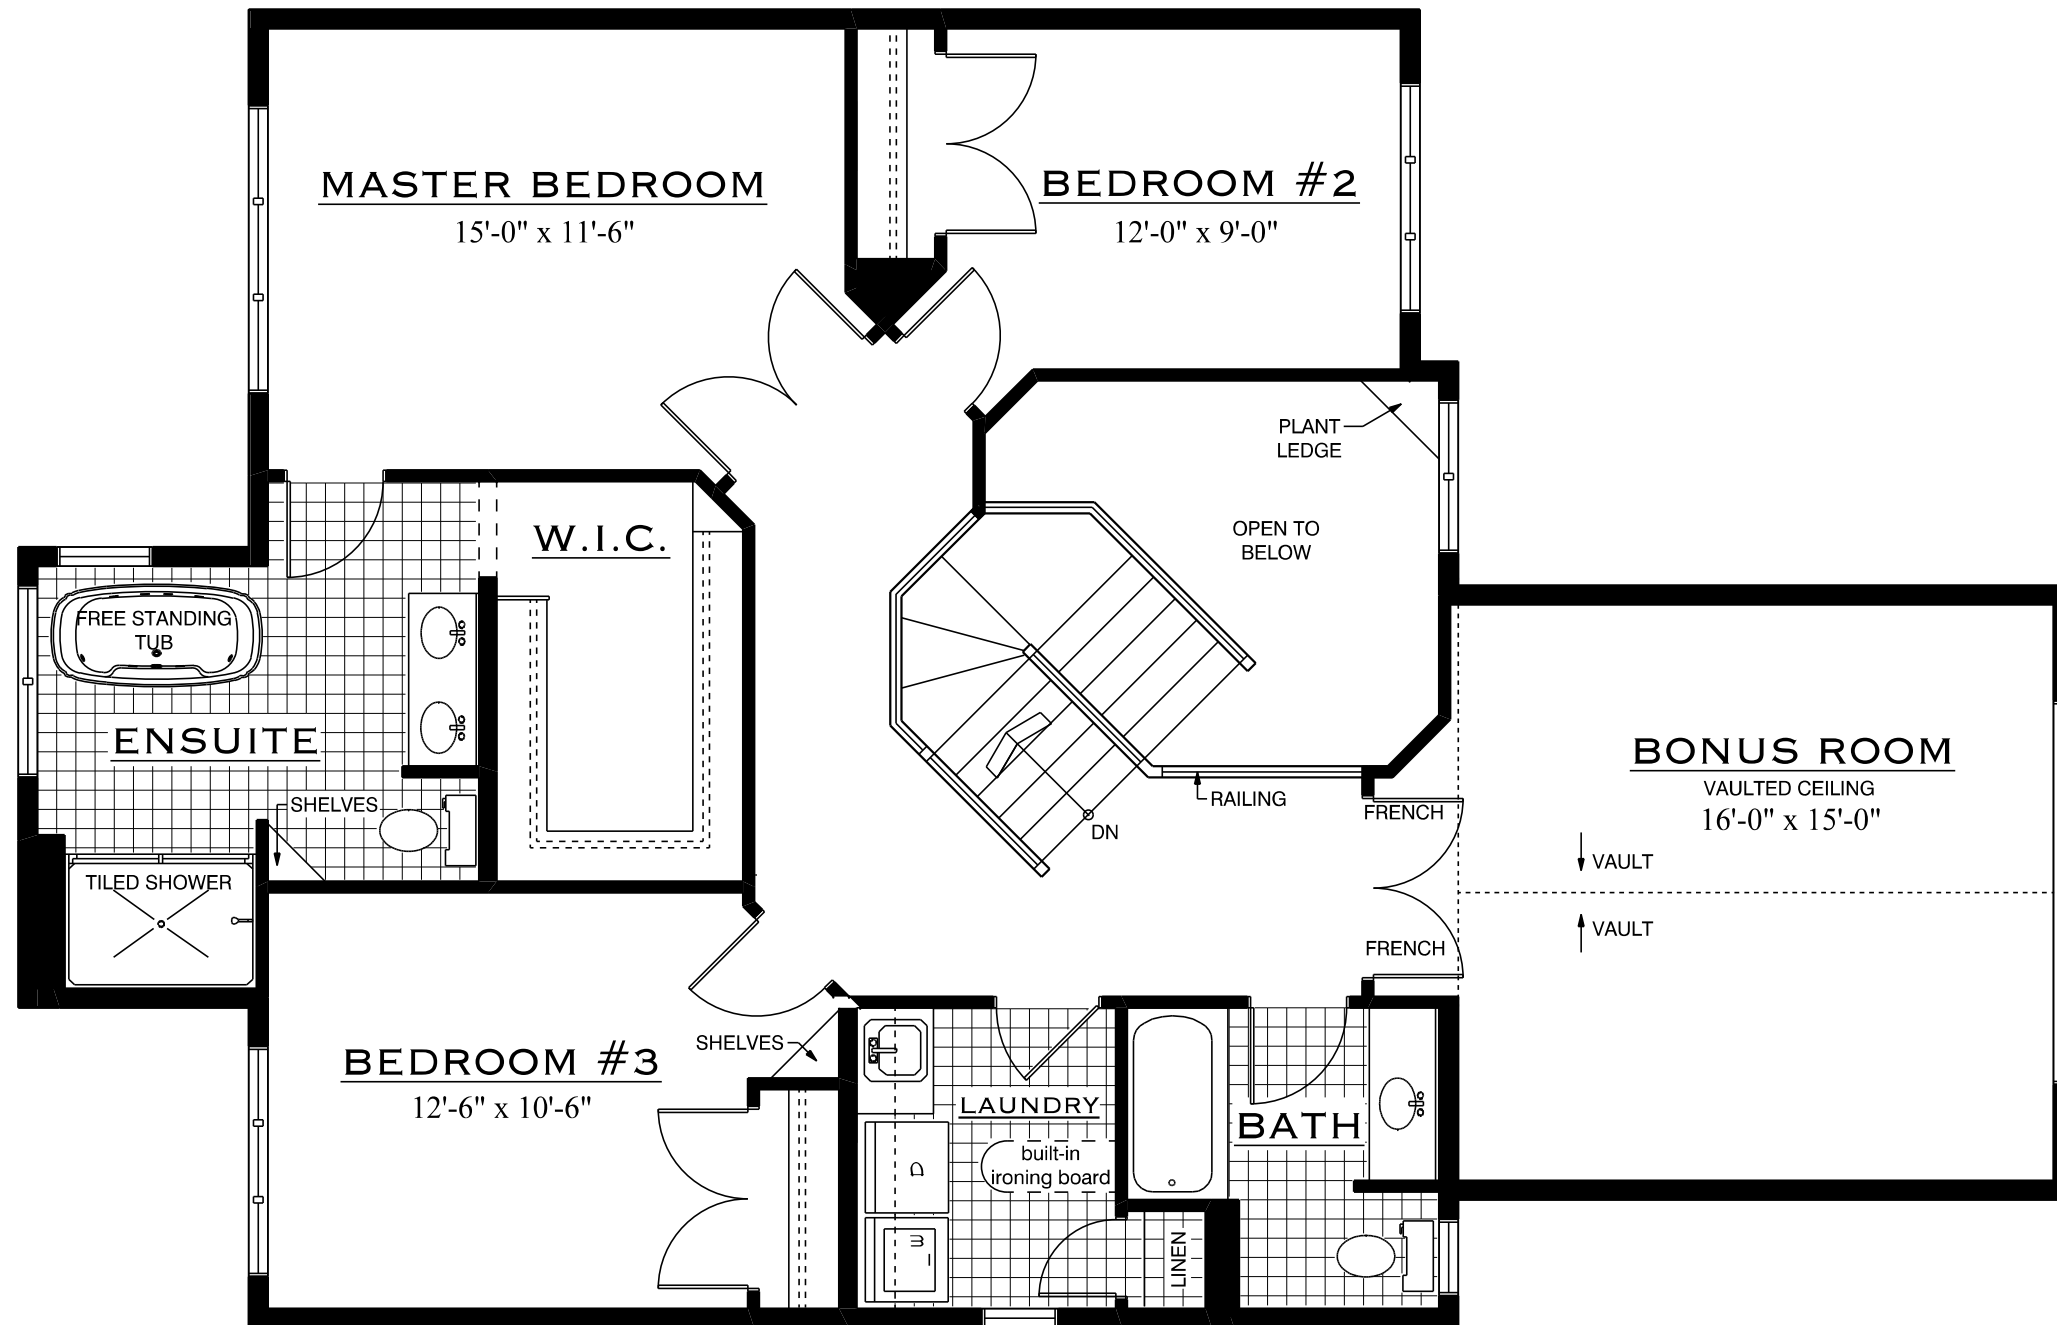 MASTER BEDROOM
15'-0" x 11'-6"
BEDROOM #2
12'-0" x 9'-0"
PLANT
LEDGE
W.I.C.
OPEN TO
BELOW
FREE STANDING
TUB
ENSUITE
SHELVES
TILED SHOWER
RAILING
DN
FRENCH
BONUS ROOM
VAULTED CEILING
16'-0" x 15'-0"
VAULT
VAULT
FRENCH
BEDROOM #3
12'-6" x 10'-6"
SHELVES
LAUNDRY
built-in
ironing board
D
W
BATH
LINEN